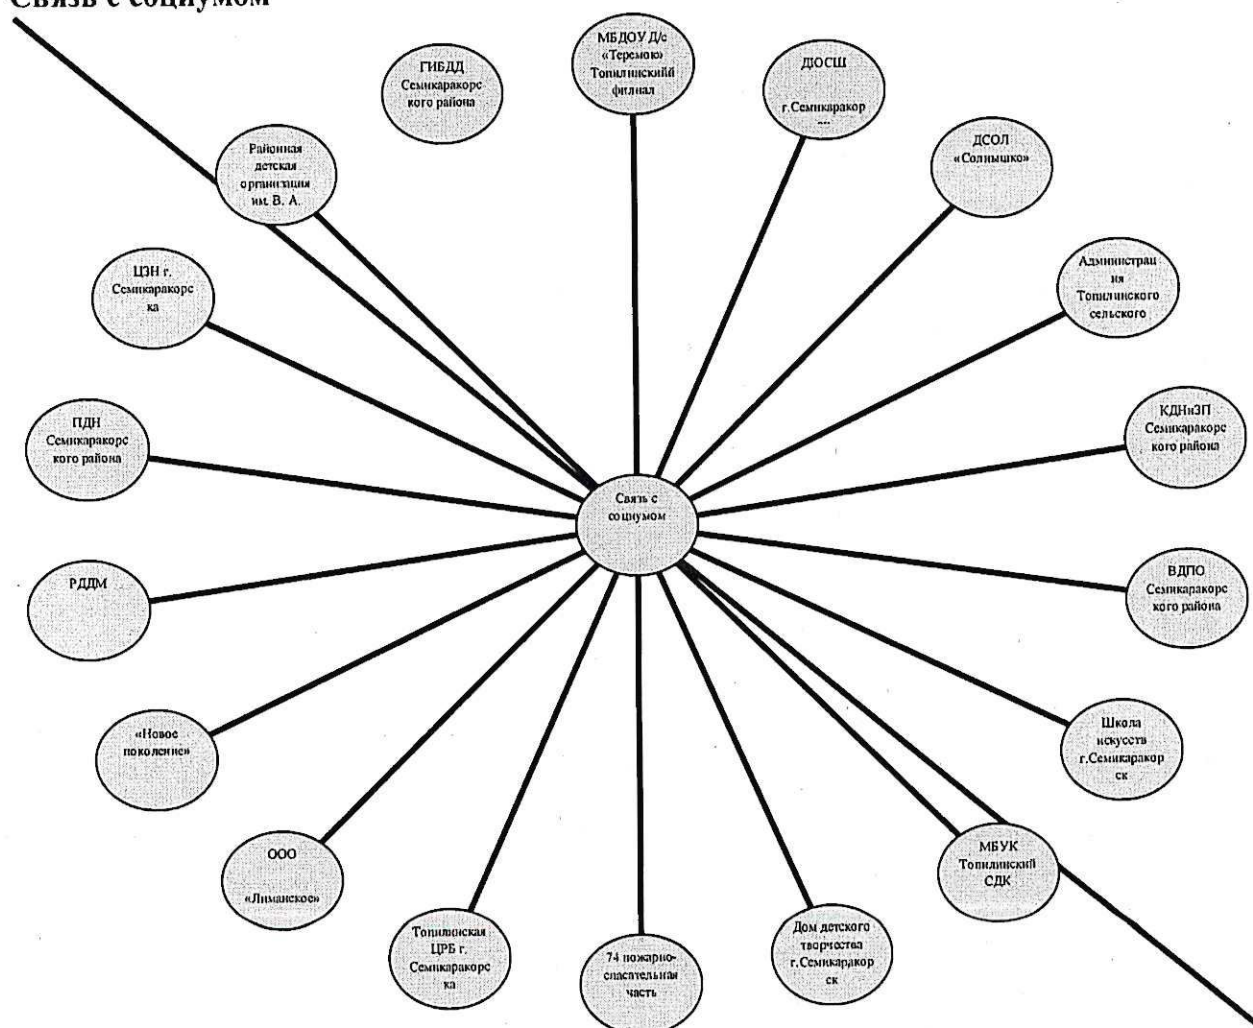 Связь с социумом
МБДОУ Д/с
«Теремок»
Топилинскийй
филиал
ДЮСШ
г.Семикаракор
ДСОЛ
«Солнышко»
Администрац
ия
Топилинского
сельского
КДНиЗП
Семикаракорс
кого района
ВДПО
Семикаракорс
кого района
Школа
искусств
г.Семикаракор
ск
МБУК
Топилинский
СДК
Дом детского
творчества
г.Семикаракор
ск
74 пожарно-
спасательная
часть
Топилинская
ЦРБ г.
Семикаракорс
ка
ООО
«Лиманское»
«Новое
поколение»
РДДМ
ПДН
Семикаракорс
кого района
ЦЗН г.
Семикаракорс
ка
Районная
детская
организация
им. В. А.
ГИБДД
Семикаракорс
кого района
Связь с
социумом